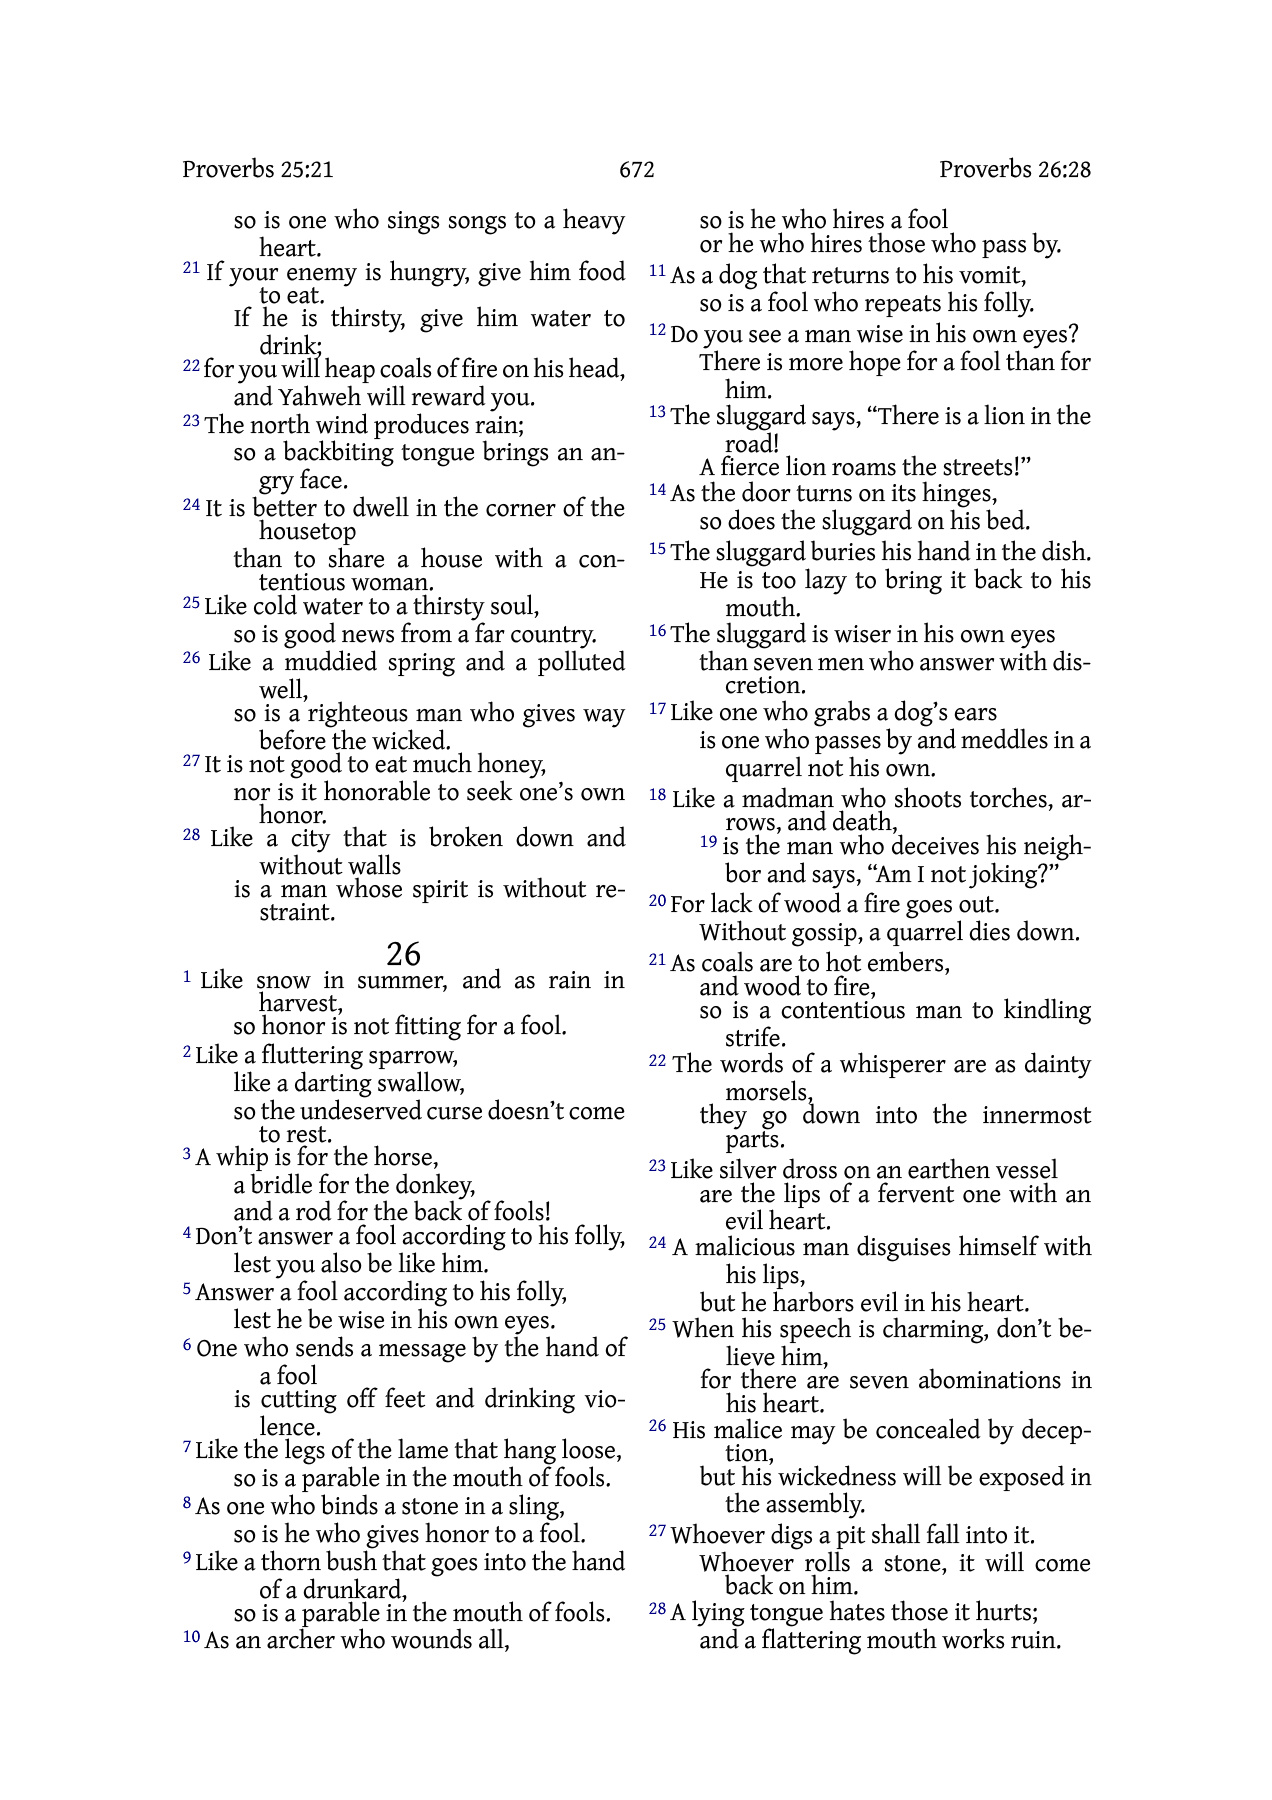 Proverbs 25:21 672 Proverbs 26:28
so is one who sings songs to a heavy
heart.
21 If your enemy is hungry, give him food
to eat.
If he is thirsty, give him water to
drink;
22 for you will heap coals of fire on his head,
and Yahweh will reward you.
23 The north wind produces rain;
so a backbiting tongue brings an an-
gry face.
24 It is better to dwell in the corner of the
housetop
than to share a house with a con-
tentious woman.
25 Like cold water to a thirsty soul,
so is good news from a far country.
26 Like a muddied spring and a polluted
well,
so is a righteous man who gives way
before the wicked.
27 It is not good to eat much honey,
nor is it honorable to seek one’s own
honor.
28 Like a city that is broken down and
without walls
is a man whose spirit is without re-
straint.
26
1 Like snow in summer, and as rain in
harvest,
so honor is not fitting for a fool.
2 Like a fluttering sparrow,
like a darting swallow,
so the undeserved curse doesn’t come
to rest.
3 A whip is for the horse,
a bridle for the donkey,
and a rod for the back of fools!
4 Don’t answer a fool according to his folly,
lest you also be like him.
5 Answer a fool according to his folly,
lest he be wise in his own eyes.
6 One who sends a message by the hand of
a fool
is cutting off feet and drinking vio-
lence.
7 Like the legs of the lame that hang loose,
so is a parable in the mouth of fools.
8 As one who binds a stone in a sling,
so is he who gives honor to a fool.
9 Like a thorn bush that goes into the hand
of a drunkard,
so is a parable in the mouth of fools.
10 As an archer who wounds all,
so is he who hires a fool
or he who hires those who pass by.
11 As a dog that returns to his vomit,
so is a fool who repeats his folly.
12 Do you see a man wise in his own eyes?
There is more hope for a fool than for
him.
13 The sluggard says, “There is a lion in the
road!
A fierce lion roams the streets!”
14 As the door turns on its hinges,
so does the sluggard on his bed.
15 The sluggard buries his hand in the dish.
He is too lazy to bring it back to his
mouth.
16 The sluggard is wiser in his own eyes
than seven men who answer with dis-
cretion.
17 Like one who grabs a dog’s ears
is one who passes by and meddles in a
quarrel not his own.
18 Like a madman who shoots torches, ar-
rows, and death,
19 is the man who deceives his neigh-
bor and says, “Am I not joking?”
20 For lack of wood a fire goes out.
Without gossip, a quarrel dies down.
21 As coals are to hot embers,
and wood to fire,
so is a contentious man to kindling
strife.
22 The words of a whisperer are as dainty
morsels,
they go down into the innermost
parts.
23 Like silver dross on an earthen vessel
are the lips of a fervent one with an
evil heart.
24 A malicious man disguises himself with
his lips,
but he harbors evil in his heart.
25 When his speech is charming, don’t be-
lieve him,
for there are seven abominations in
his heart.
26 His malice may be concealed by decep-
tion,
but his wickedness will be exposed in
the assembly.
27 Whoever digs a pit shall fall into it.
Whoever rolls a stone, it will come
back on him.
28 A lying tongue hates those it hurts;
and a flattering mouth works ruin.